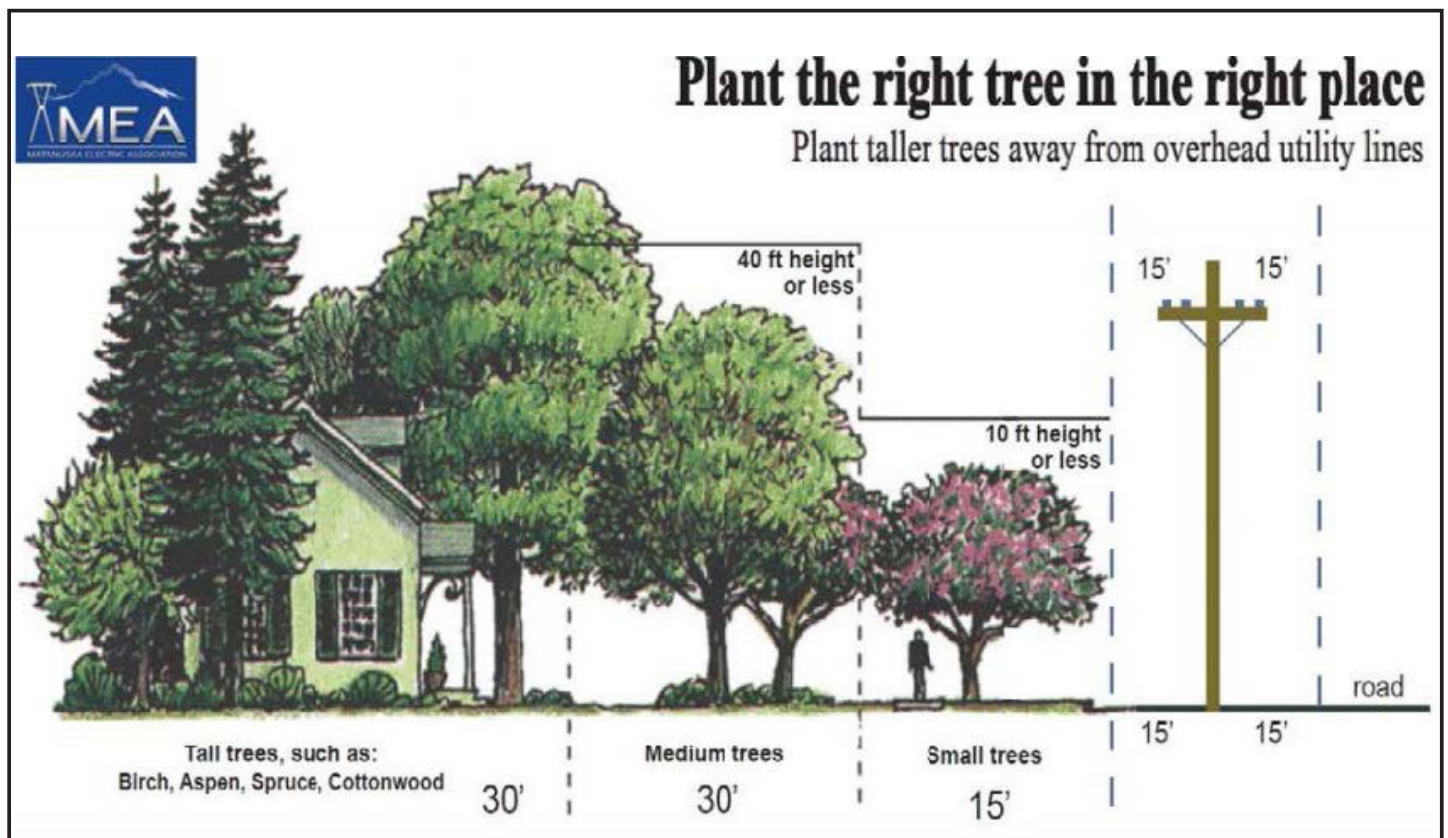 MEA
MATANUSKA ELECTRIC ASSOCIATION
Plant the right tree in the right place
Plant taller trees away from overhead utility lines
40 ft height
or less
15' 15'
10 ft height
or less
road
15' 15'
Tall trees, such as:
Birch, Aspen, Spruce, Cottonwood
30'
Medium trees
30'
Small trees
15'